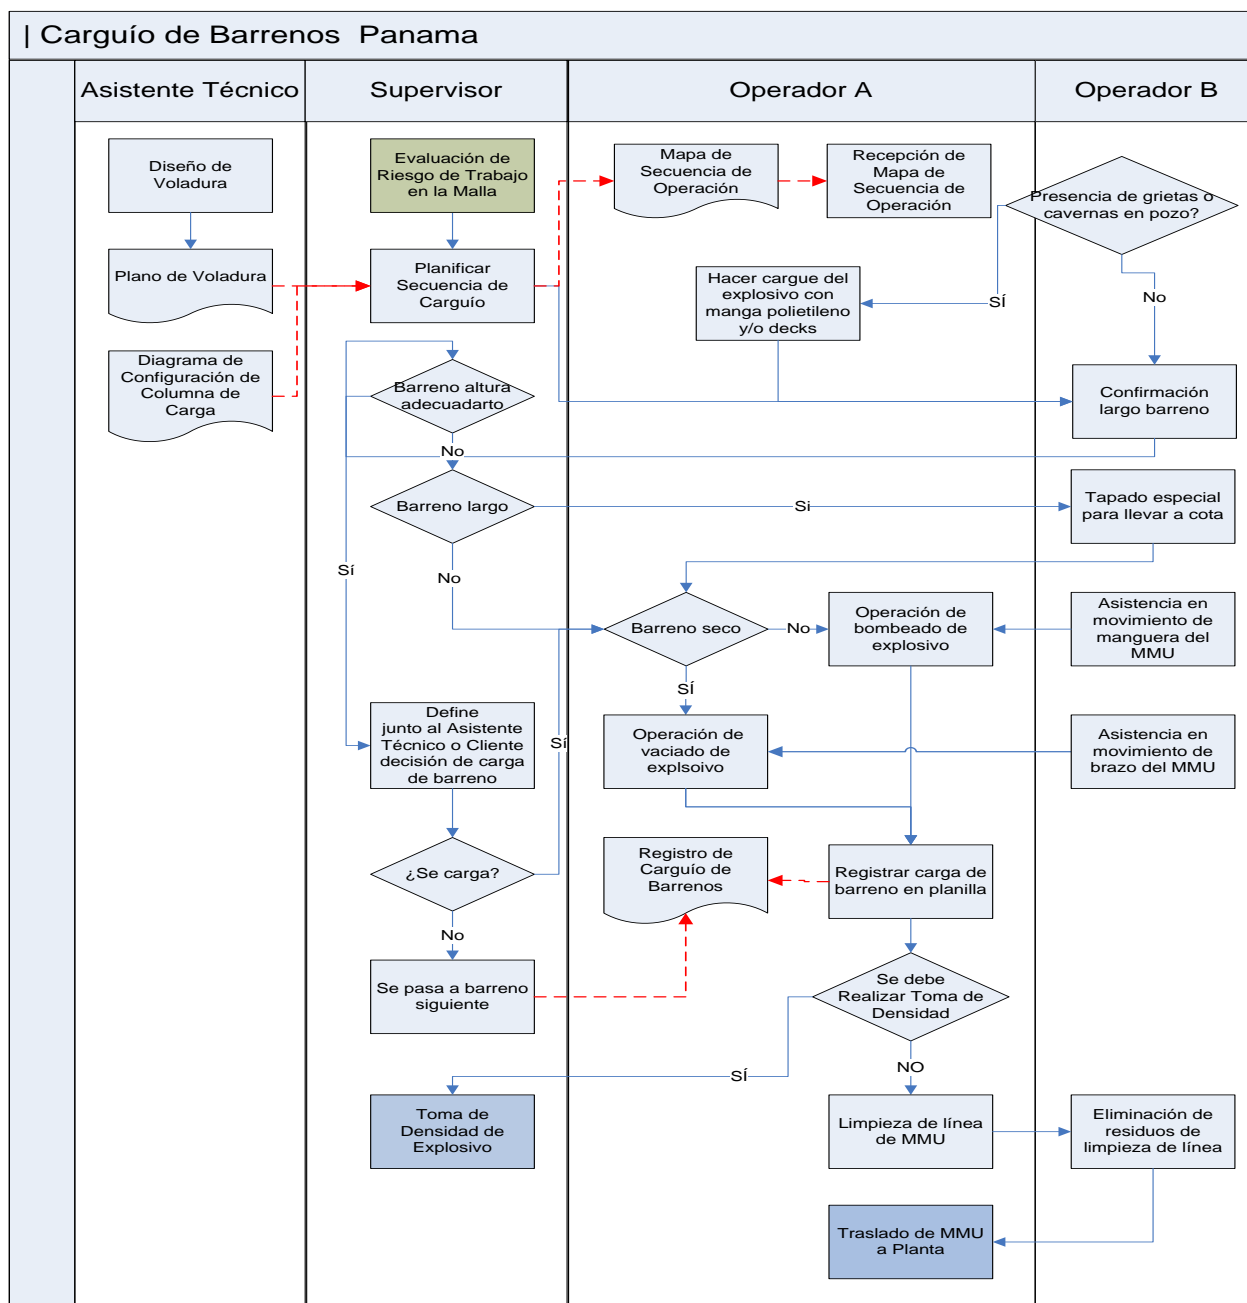 | Carguío de Barrenos  Panama
Asistente Técnico
Supervisor
Operador A
Operador B
Diseño de
Voladura
Evaluación de
Riesgo de Trabajo
en la Malla
Mapa de
Secuencia de
Operación
Recepción de
Mapa de
Secuencia de
Operación
Presencia de grietas o
cavernas en pozo?
Plano de Voladura
Planificar
Secuencia de
Carguío
Hacer cargue del
explosivo con
manga polietileno
y/o decks
SÍ
No
Diagrama de
Configuración de
Columna de
Carga
Barreno altura
adecuadarto
Confirmación
largo barreno
No
Barreno largo
Si
Tapado especial
para llevar a cota
Sí
No
Barreno seco
No
Operación de
bombeado de
explosivo
Asistencia en
movimiento de
manguera del
MMU
SÍ
Define
junto al Asistente
Técnico o Cliente
decisión de carga
de barreno
Sí
Operación de
vaciado de
explsoivo
Asistencia en
movimiento de
brazo del MMU
¿Se carga?
Registro de
Carguío de
Barrenos
Registrar carga de
barreno en planilla
No
Se pasa a barreno
siguiente
Se debe
Realizar Toma de
Densidad
SÍ
NO
Toma de
Densidad de
Explosivo
Limpieza de línea
de MMU
Eliminación de
residuos de
limpieza de línea
Traslado de MMU
a Planta